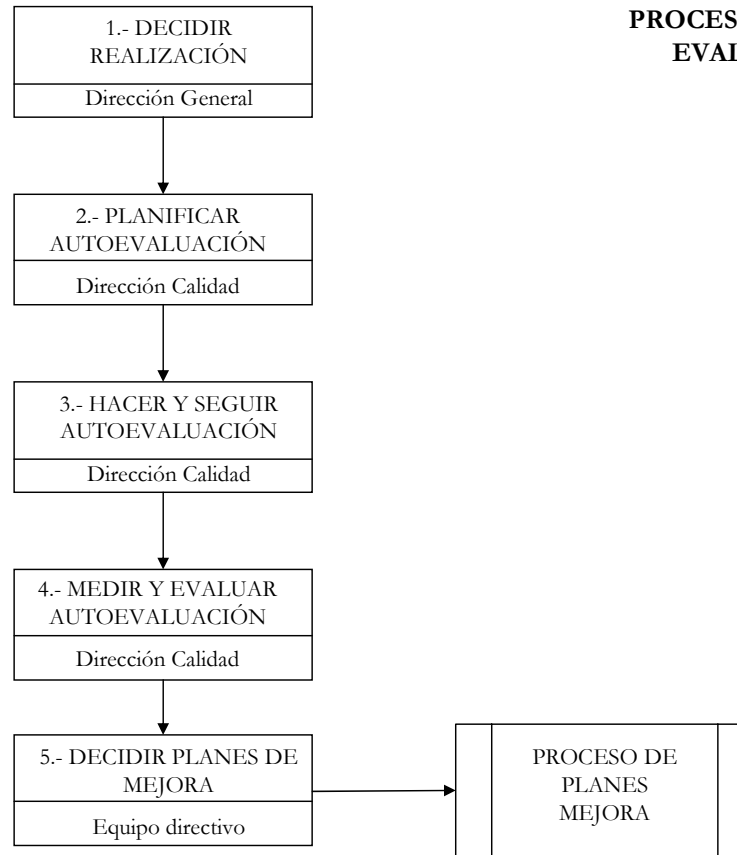 PROCES
EVAL
1.- DECIDIR
REALIZACIÓN
Dirección General
2.- PLANIFICAR
AUTOEVALUACIÓN
Dirección Calidad
3.- HACER Y SEGUIR
AUTOEVALUACIÓN
Dirección Calidad
4.- MEDIR Y EVALUAR
AUTOEVALUACIÓN
Dirección Calidad
5.- DECIDIR PLANES DE
MEJORA
Equipo directivo
PROCESO DE
PLANES
MEJORA